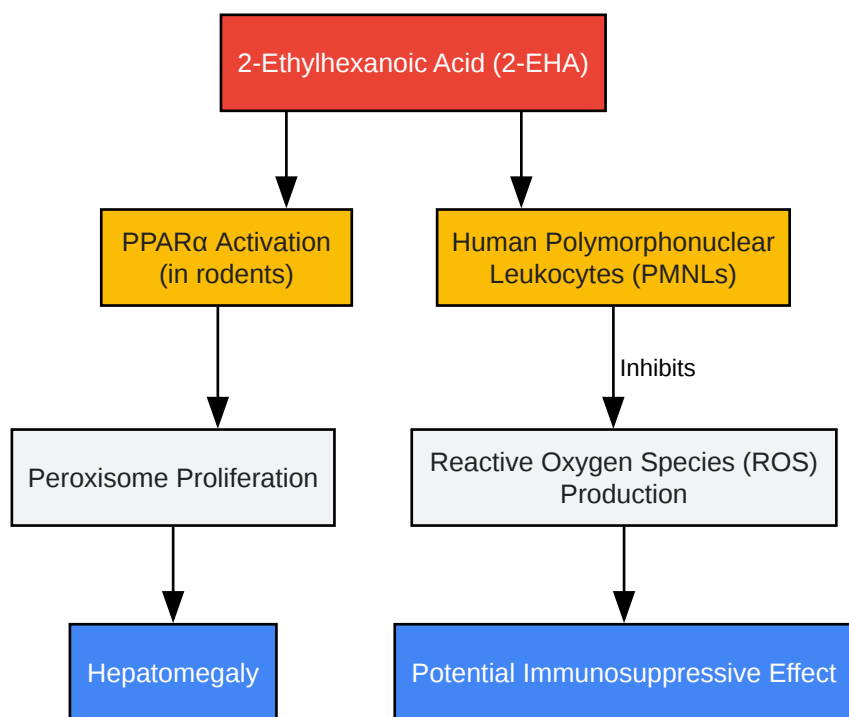 2-Ethylhexanoic Acid (2-EHA)
PPARα Activation
(in rodents)
Human Polymorphonuclear
Leukocytes (PMNLs)
Inhibits
Peroxisome Proliferation
Reactive Oxygen Species (ROS)
Production
Hepatomegaly
Potential Immunosuppressive Effect